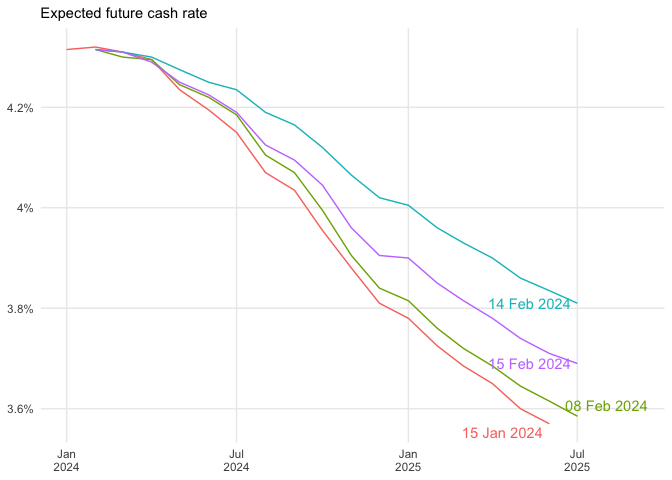 Expected future cash rate
4.2%
4%
3.8%
3.6%
14 Feb 2024
15 Feb 2024
08 Feb 2024
15 Jan 2024
Jan
2024
Jul
2024
Jan
2025
Jul
2025